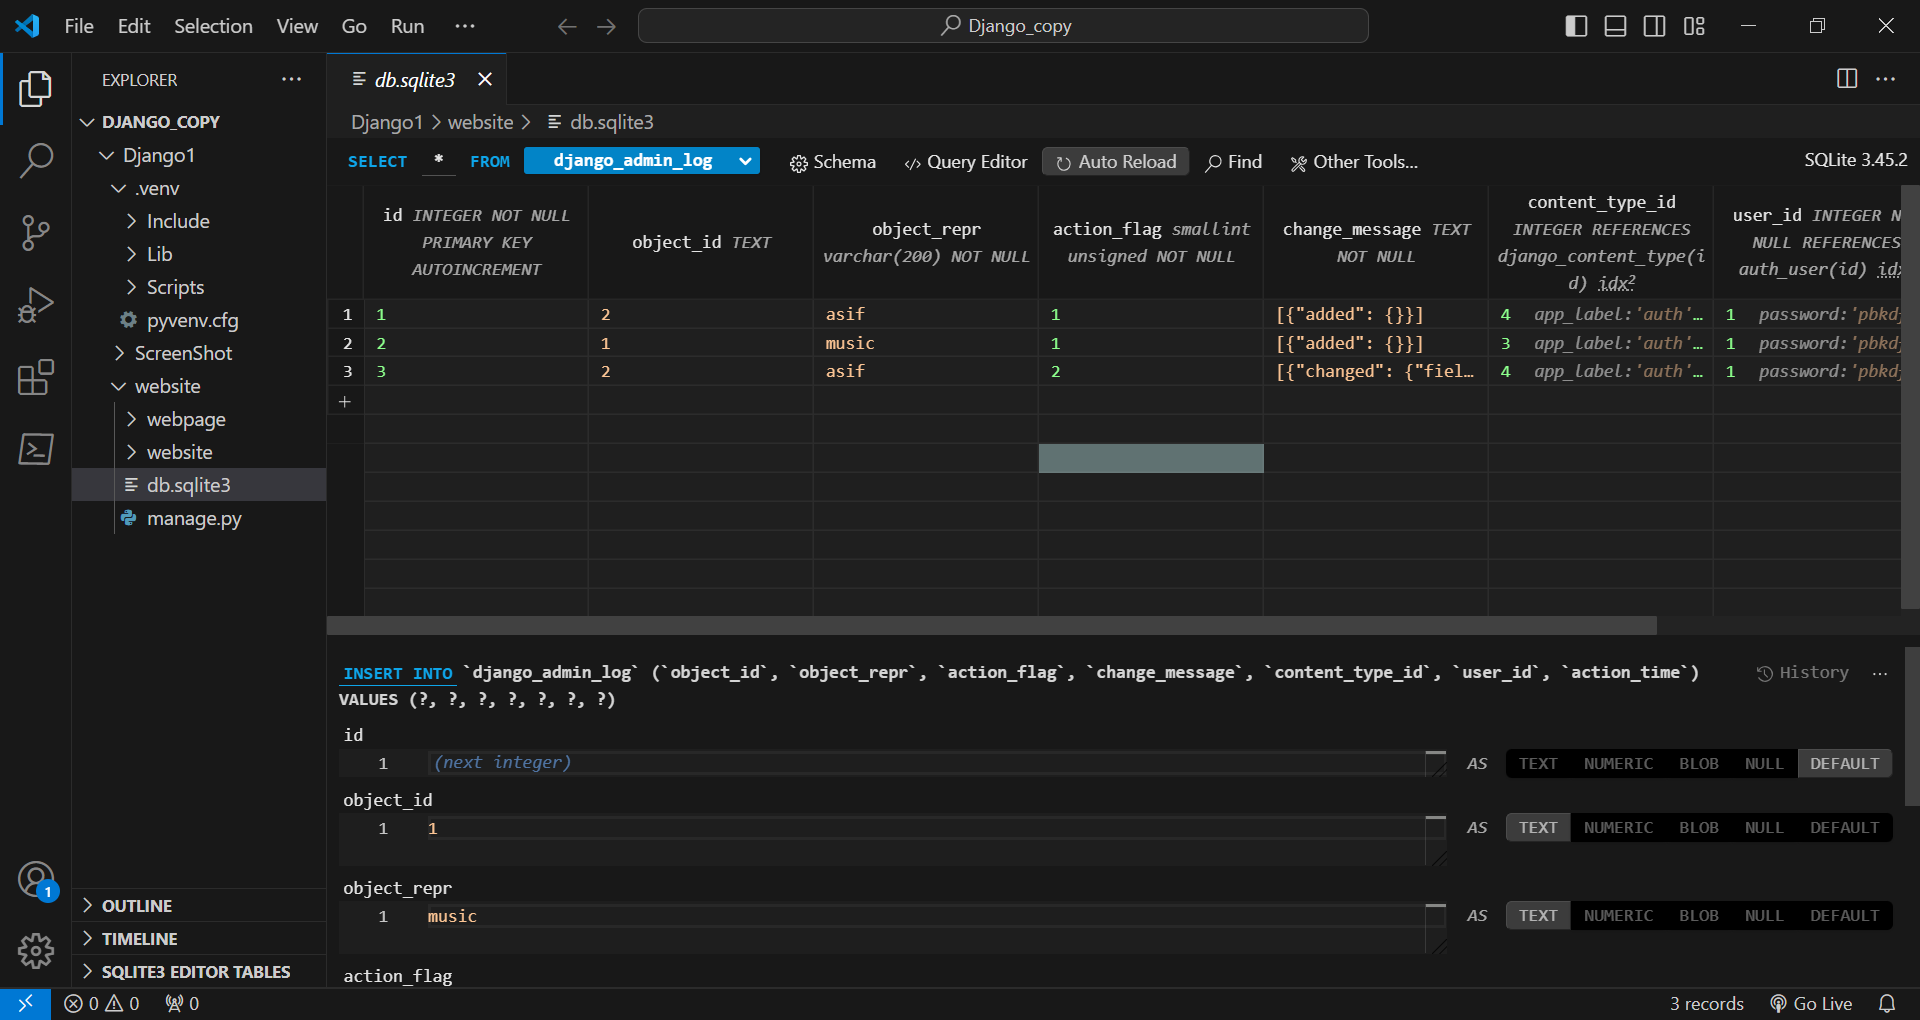 File Edit Selection View Go Run ··· Django_copy
EXPLORER ···
DJANGO_COPY
Django1
.venv
Include
Lib
Scripts
pyvenv.cfg
ScreenShot
website
webpage
website
db.sqlite3
manage.py
OUTLINE
TIMELINE
SQLITE3 EDITOR TABLES
1
db.sqlite3
Django1 > website > db.sqlite3
SELECT * FROM django_admin_log Schema Query Editor Auto Reload Find Other Tools... SQLite 3.45.2
id INTEGER NOT NULL
PRIMARY KEY
AUTOINCREMENT
object_id TEXT
object_repr
varchar(200) NOT NULL
action_flag smallint
unsigned NOT NULL
change_message TEXT
NOT NULL
content_type_id
INTEGER REFERENCES
django_content_type(i
d) idx2
user_id INTEGER N
NULL REFERENCES
auth_user(id) idx
1 1 2 asif 1 [{"added": {}}] 4 app_label:'auth'… 1 password:'pbkd
2 2 1 music 1 [{"added": {}}] 3 app_label:'auth'… 1 password:'pbkd
3 3 2 asif 2 [{"changed": {"fiel… 4 app_label:'auth'… 1 password:'pbkd
+
INSERT INTO `django_admin_log` (`object_id`, `object_repr`, `action_flag`, `change_message`, `content_type_id`, `user_id`, `action_time`) History ···
VALUES (?, ?, ?, ?, ?, ?, ?)
id
1 (next integer) AS TEXT NUMERIC BLOB NULL DEFAULT
object_id
1 1 AS TEXT NUMERIC BLOB NULL DEFAULT
object_repr
1 music AS TEXT NUMERIC BLOB NULL DEFAULT
action_flag
0 0 0 3 records Go Live